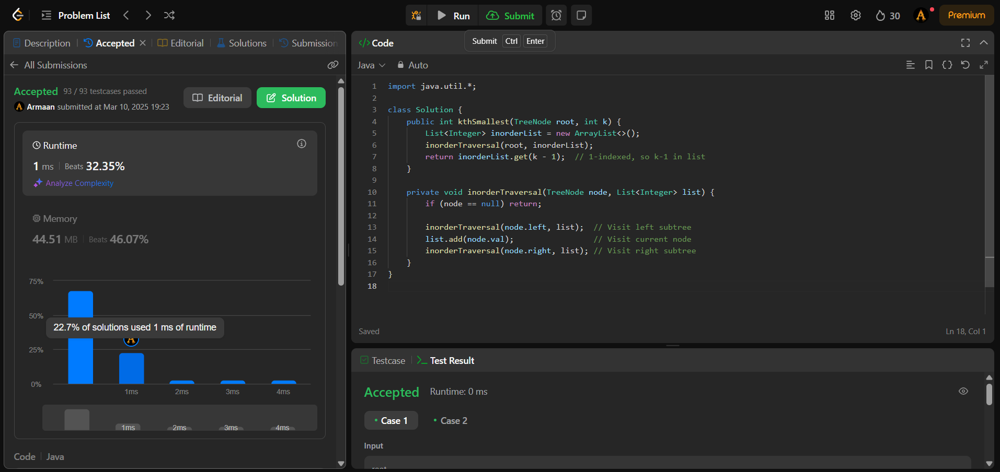 Problem List
Run
Submit
30
Premium
Description
Accepted
Editorial
Solutions
Submission
All Submissions
Accepted 93 / 93 testcases passed
Armaan submitted at Mar 10, 2025 19:23
Editorial
Solution
Runtime
1 ms Beats 32.35%
Analyze Complexity
Memory
44.51 MB Beats 46.07%
75%
50%
22.7% of solutions used 1 ms of runtime
25%
0%
1ms 2ms 3ms 4ms
1ms 2ms 3ms 4ms
Code Java
</> Code
Submit Ctrl Enter
Java Auto
1 import java.util.*;
2
3 class Solution {
4 public int kthSmallest(TreeNode root, int k) {
5 List<Integer> inorderList = new ArrayList<>();
6 inorderTraversal(root, inorderList);
7 return inorderList.get(k - 1); // 1-indexed, so k-1 in list
8 }
9
10 private void inorderTraversal(TreeNode node, List<Integer> list) {
11 if (node == null) return;
12
13 inorderTraversal(node.left, list); // Visit left subtree
14 list.add(node.val); // Visit current node
15 inorderTraversal(node.right, list); // Visit right subtree
16 }
17 }
18
Saved
Ln 18, Col 1
Testcase
Test Result
Accepted Runtime: 0 ms
Case 1
Case 2
Input
root